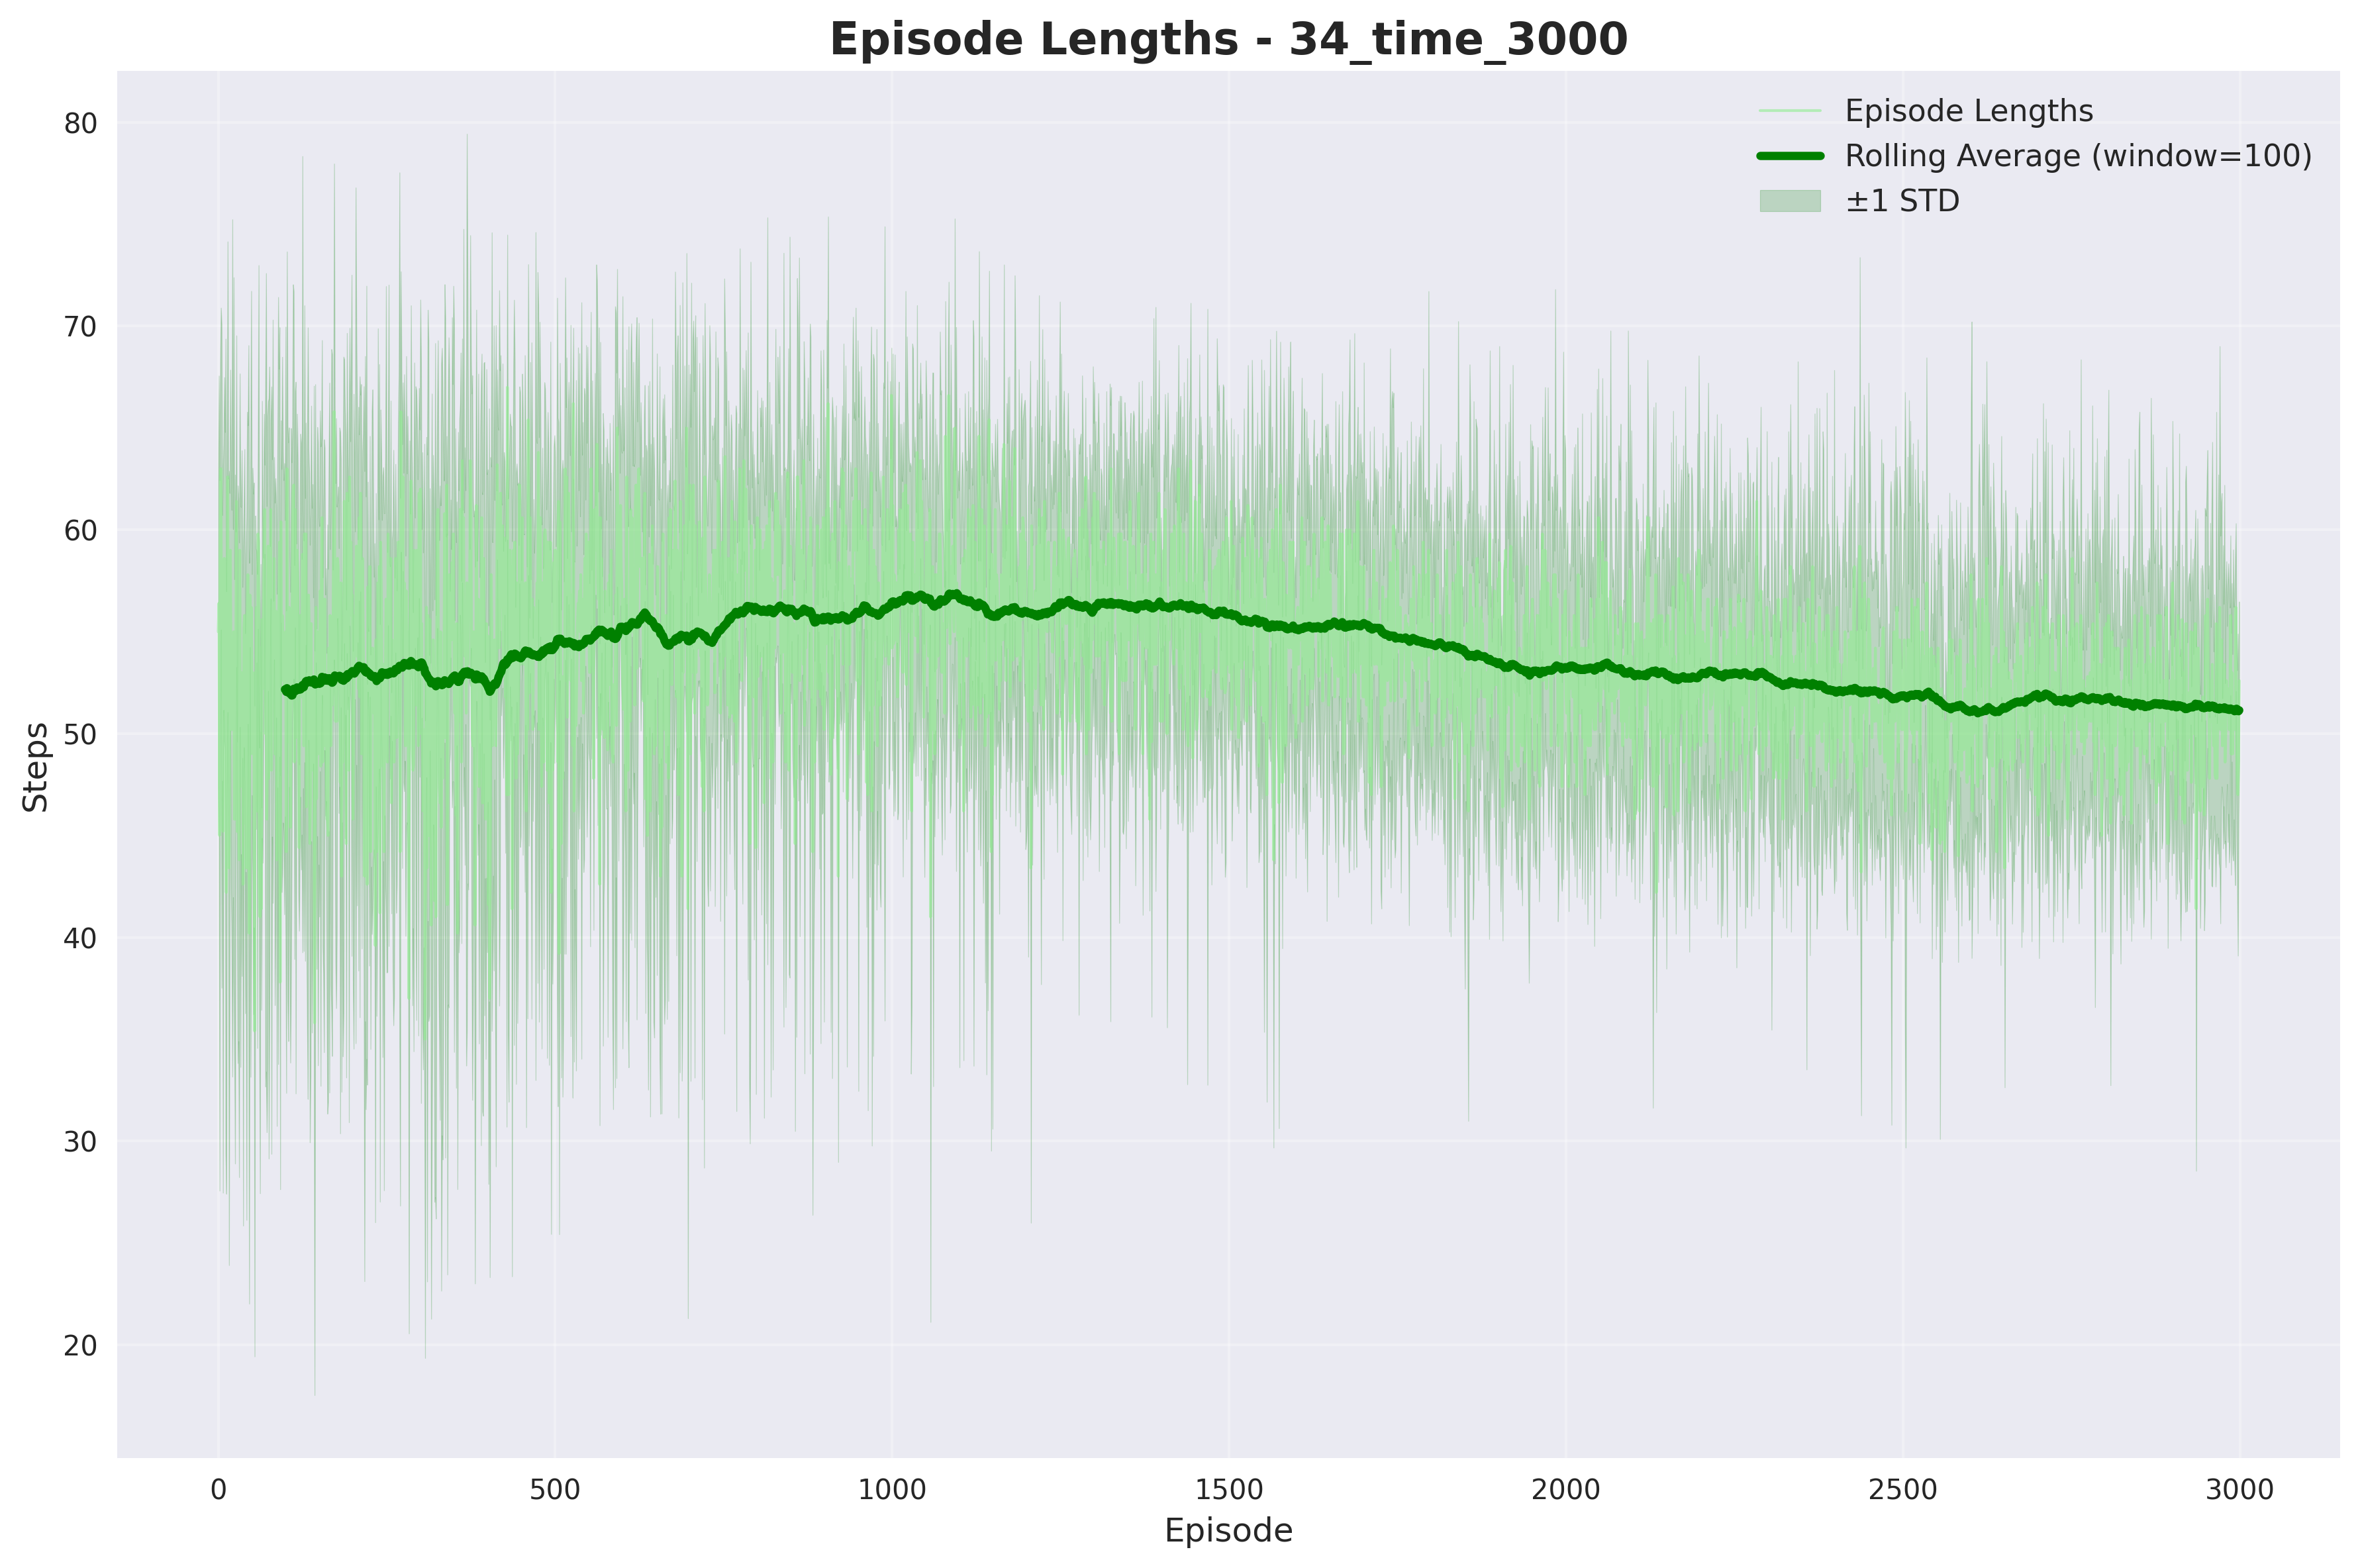 Episode Lengths - 34_time_3000
Episode Lengths
Rolling Average (window=100)
±1 STD
80
70
60
50
40
30
20
Steps
0 500 1000 1500 2000 2500 3000
Episode